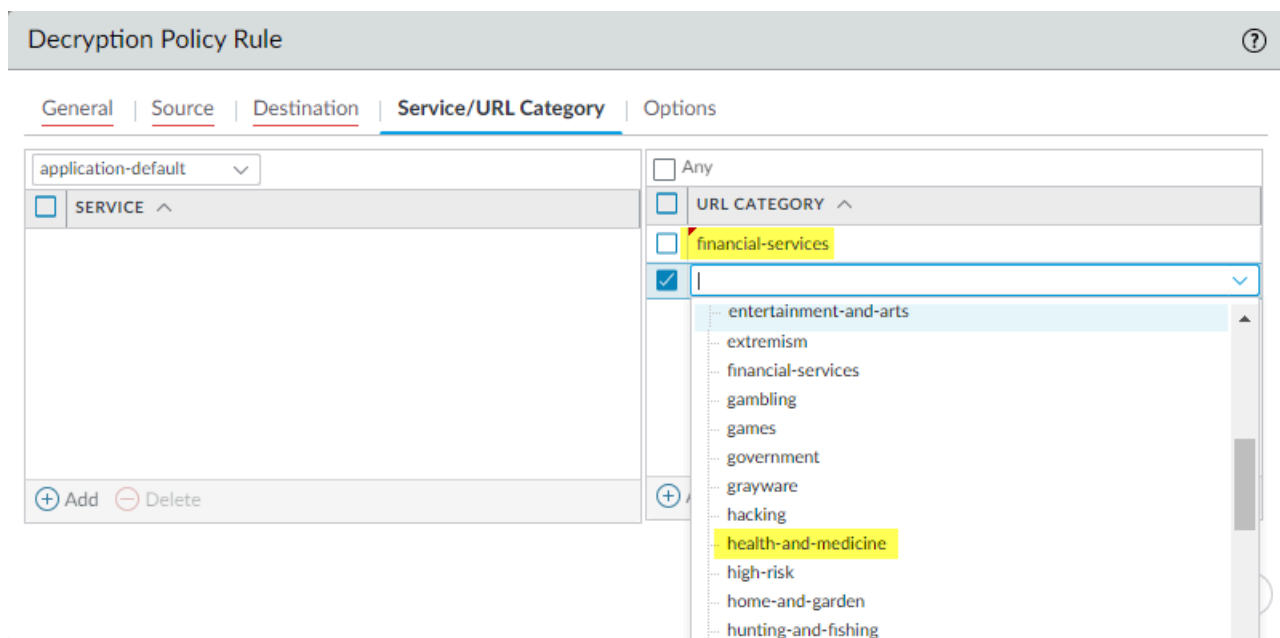 Decryption Policy Rule
General | Source | Destination | Service/URL Category | Options
application-default
SERVICE
Add Delete
Any
URL CATEGORY
financial-services
entertainment-and-arts
extremism
financial-services
gambling
games
government
grayware
hacking
health-and-medicine
high-risk
home-and-garden
hunting-and-fishing